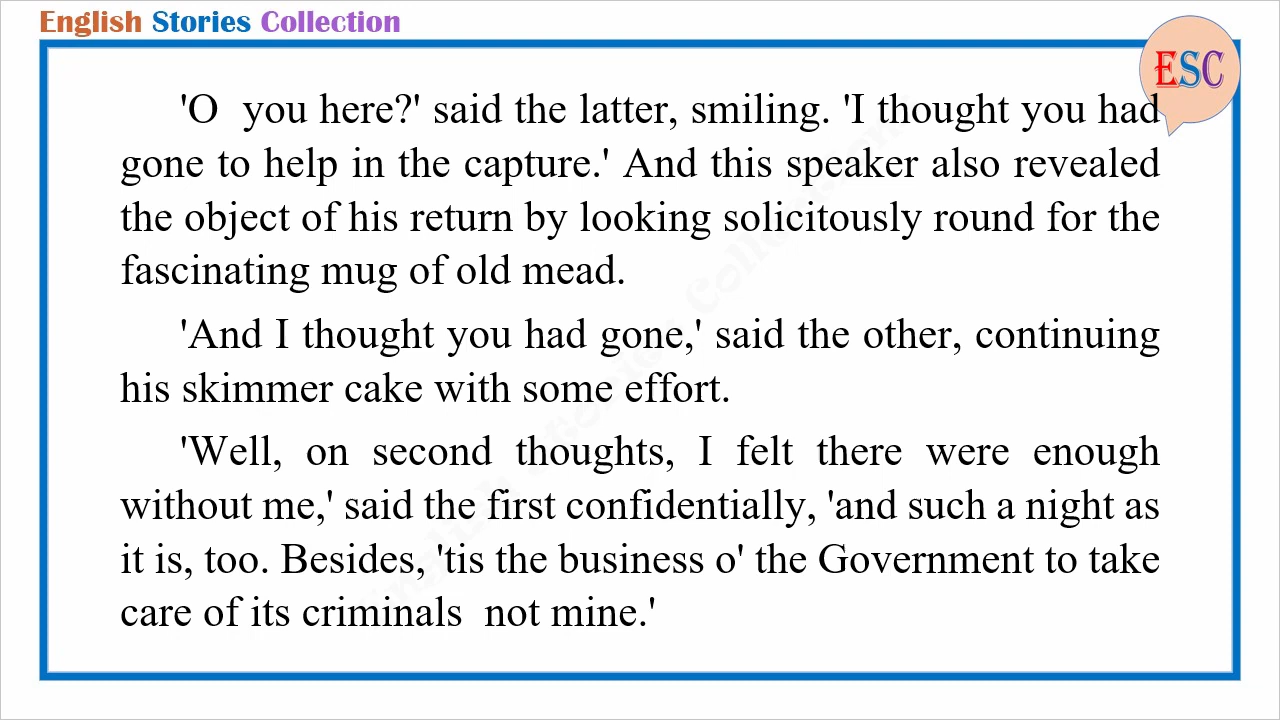 English Stories Collection
ESC
'O  you here?' said the latter, smiling. 'I thought you had
gone to help in the capture.' And this speaker also revealed
the object of his return by looking solicitously round for the
fascinating mug of old mead.
'And I thought you had gone,' said the other, continuing
his skimmer cake with some effort.
'Well, on second thoughts, I felt there were enough
without me,' said the first confidentially, 'and such a night as
it is, too. Besides, 'tis the business o' the Government to take
care of its criminals  not mine.'